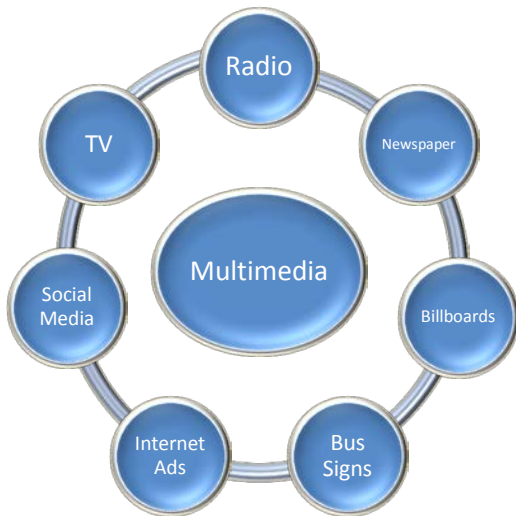 Radio
Newspaper
Billboards
Bus
Signs
Internet
Ads
Social
Media
TV
Multimedia